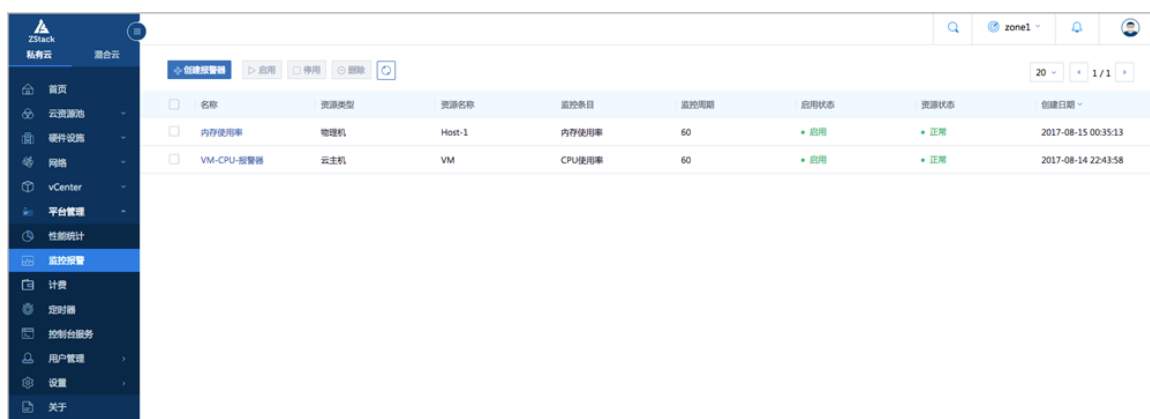 ZStack
私有云 混合云
zone1
首页
云资源池
硬件设施
网络
vCenter
平台管理
性能统计
监控报警
计费
定时器
控制台服务
用户管理
设置
关于
创建报警器 启用 停用 删除
20 1 / 1
名称 资源类型 资源名称 监控条目 监控周期 启用状态 资源状态 创建日期
内存使用率 物理机 Host-1 内存使用率 60 启用 正常 2017-08-15 00:35:13
VM-CPU-报警器 云主机 VM CPU使用率 60 启用 正常 2017-08-14 22:43:58